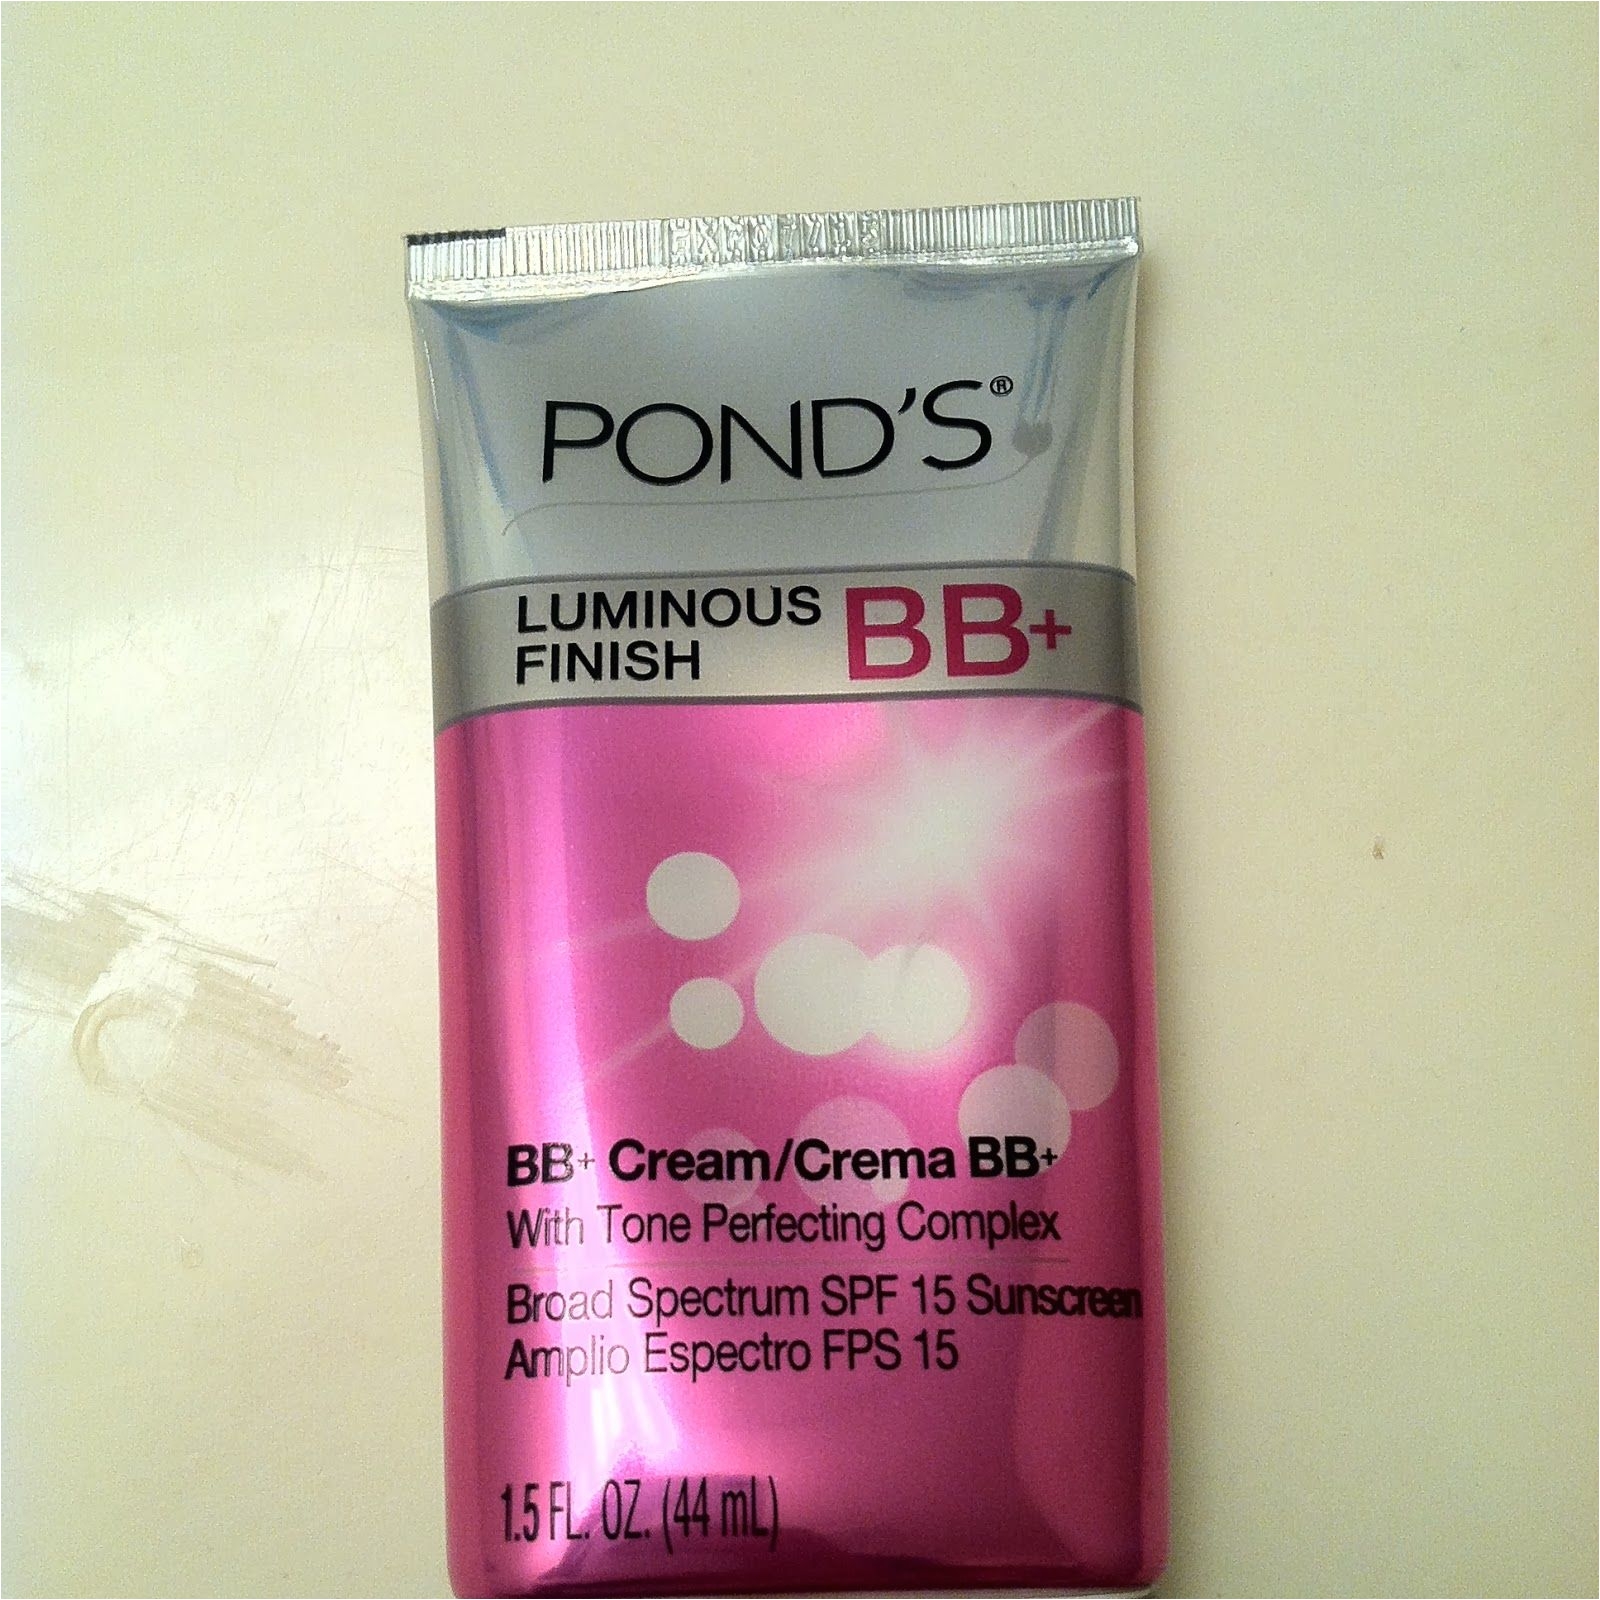 POND'S®
LUMINOUS BB+
FINISH
BB+ Cream/Crema BB+
With Tone Perfecting Complex
Broad Spectrum SPF 15 Sunscreen
Amplio Espectro FPS 15
1.5 FL. OZ. (44 mL)